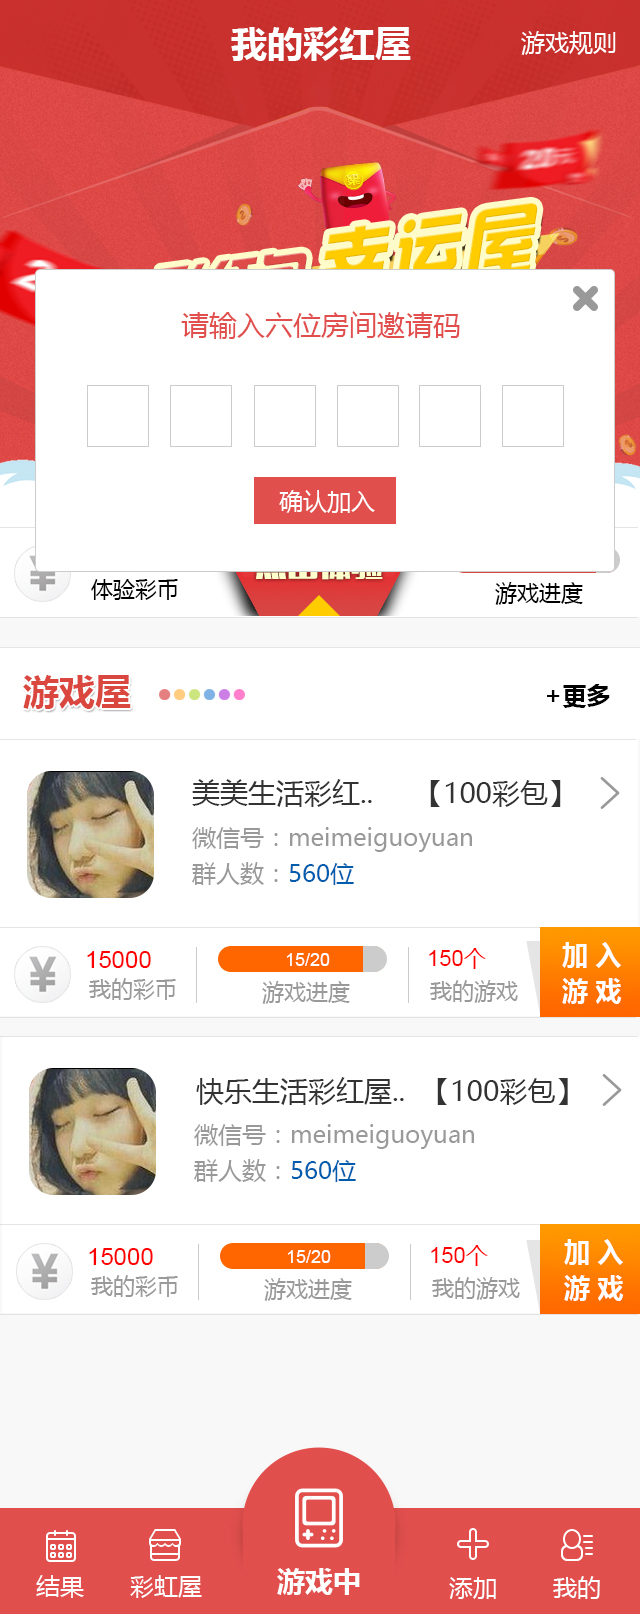 我的彩红屋
游戏规则
幸运屋
请输入六位房间邀请码
确认加入
体验彩币
游戏进度
游戏屋
+更多
美美生活彩红..
【100彩包】
微信号：meimeiguoyuan
群人数：560位
15000
我的彩币
15/20
游戏进度
150个
我的游戏
加入
游戏
快乐生活彩红屋..
【100彩包】
微信号：meimeiguoyuan
群人数：560位
15000
我的彩币
15/20
游戏进度
150个
我的游戏
加入
游戏
结果
彩虹屋
游戏中
添加
我的